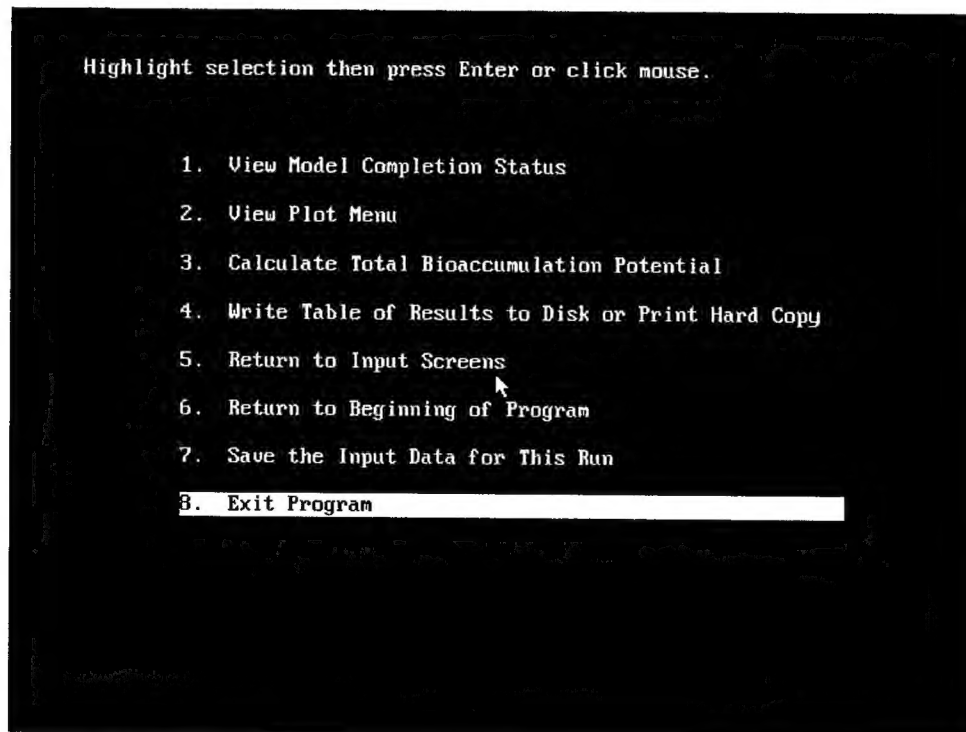 Highlight selection then press Enter or click mouse.
1. View Model Completion Status
2. View Plot Menu
3. Calculate Total Bioaccumulation Potential
4. Write Table of Results to Disk or Print Hard Copy
5. Return to Input Screens
6. Return to Beginning of Program
7. Save the Input Data for This Run
8. Exit Program